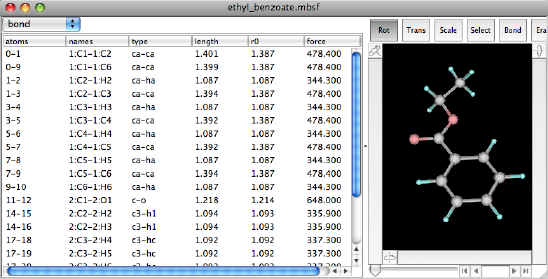 ethyl_benzoate.mbsf
bond
Rot Trans Scale Select Bond Era
atoms names type length r0 force
0-1 1:C1-1:C2 ca-ca 1.401 1.387 478.400
0-9 1:C1-1:C6 ca-ca 1.399 1.387 478.400
1-2 1:C2-1:H2 ca-ha 1.087 1.087 344.300
1-3 1:C2-1:C3 ca-ca 1.394 1.387 478.400
3-4 1:C3-1:H3 ca-ha 1.087 1.087 344.300
3-5 1:C3-1:C4 ca-ca 1.392 1.387 478.400
5-6 1:C4-1:H4 ca-ha 1.087 1.087 344.300
5-7 1:C4-1:C5 ca-ca 1.392 1.387 478.400
7-8 1:C5-1:H5 ca-ha 1.087 1.087 344.300
7-9 1:C5-1:C6 ca-ca 1.394 1.387 478.400
9-10 1:C6-1:H6 ca-ha 1.087 1.087 344.300
11-12 2:C1-2:O1 c-o 1.218 1.214 648.000
14-15 2:C2-2:H2 c3-h1 1.094 1.093 335.900
14-16 2:C2-2:H3 c3-h1 1.094 1.093 335.900
17-18 2:C3-2:H4 c3-hc 1.092 1.092 337.300
17-19 2:C3-2:H5 c3-hc 1.092 1.092 337.300